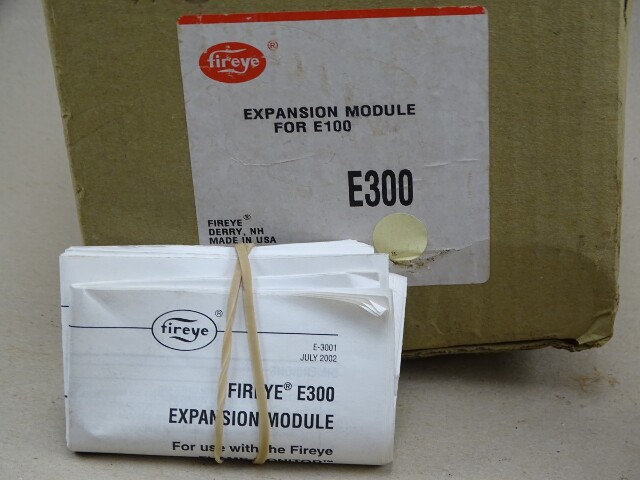 fireye®
EXPANSION MODULE
FOR E100
E300
FIREYE®
DERRY, NH
MADE IN USA
fireye®
E-3001
JULY 2002
FIREYE® E300
EXPANSION MODULE
For use with the Fireye